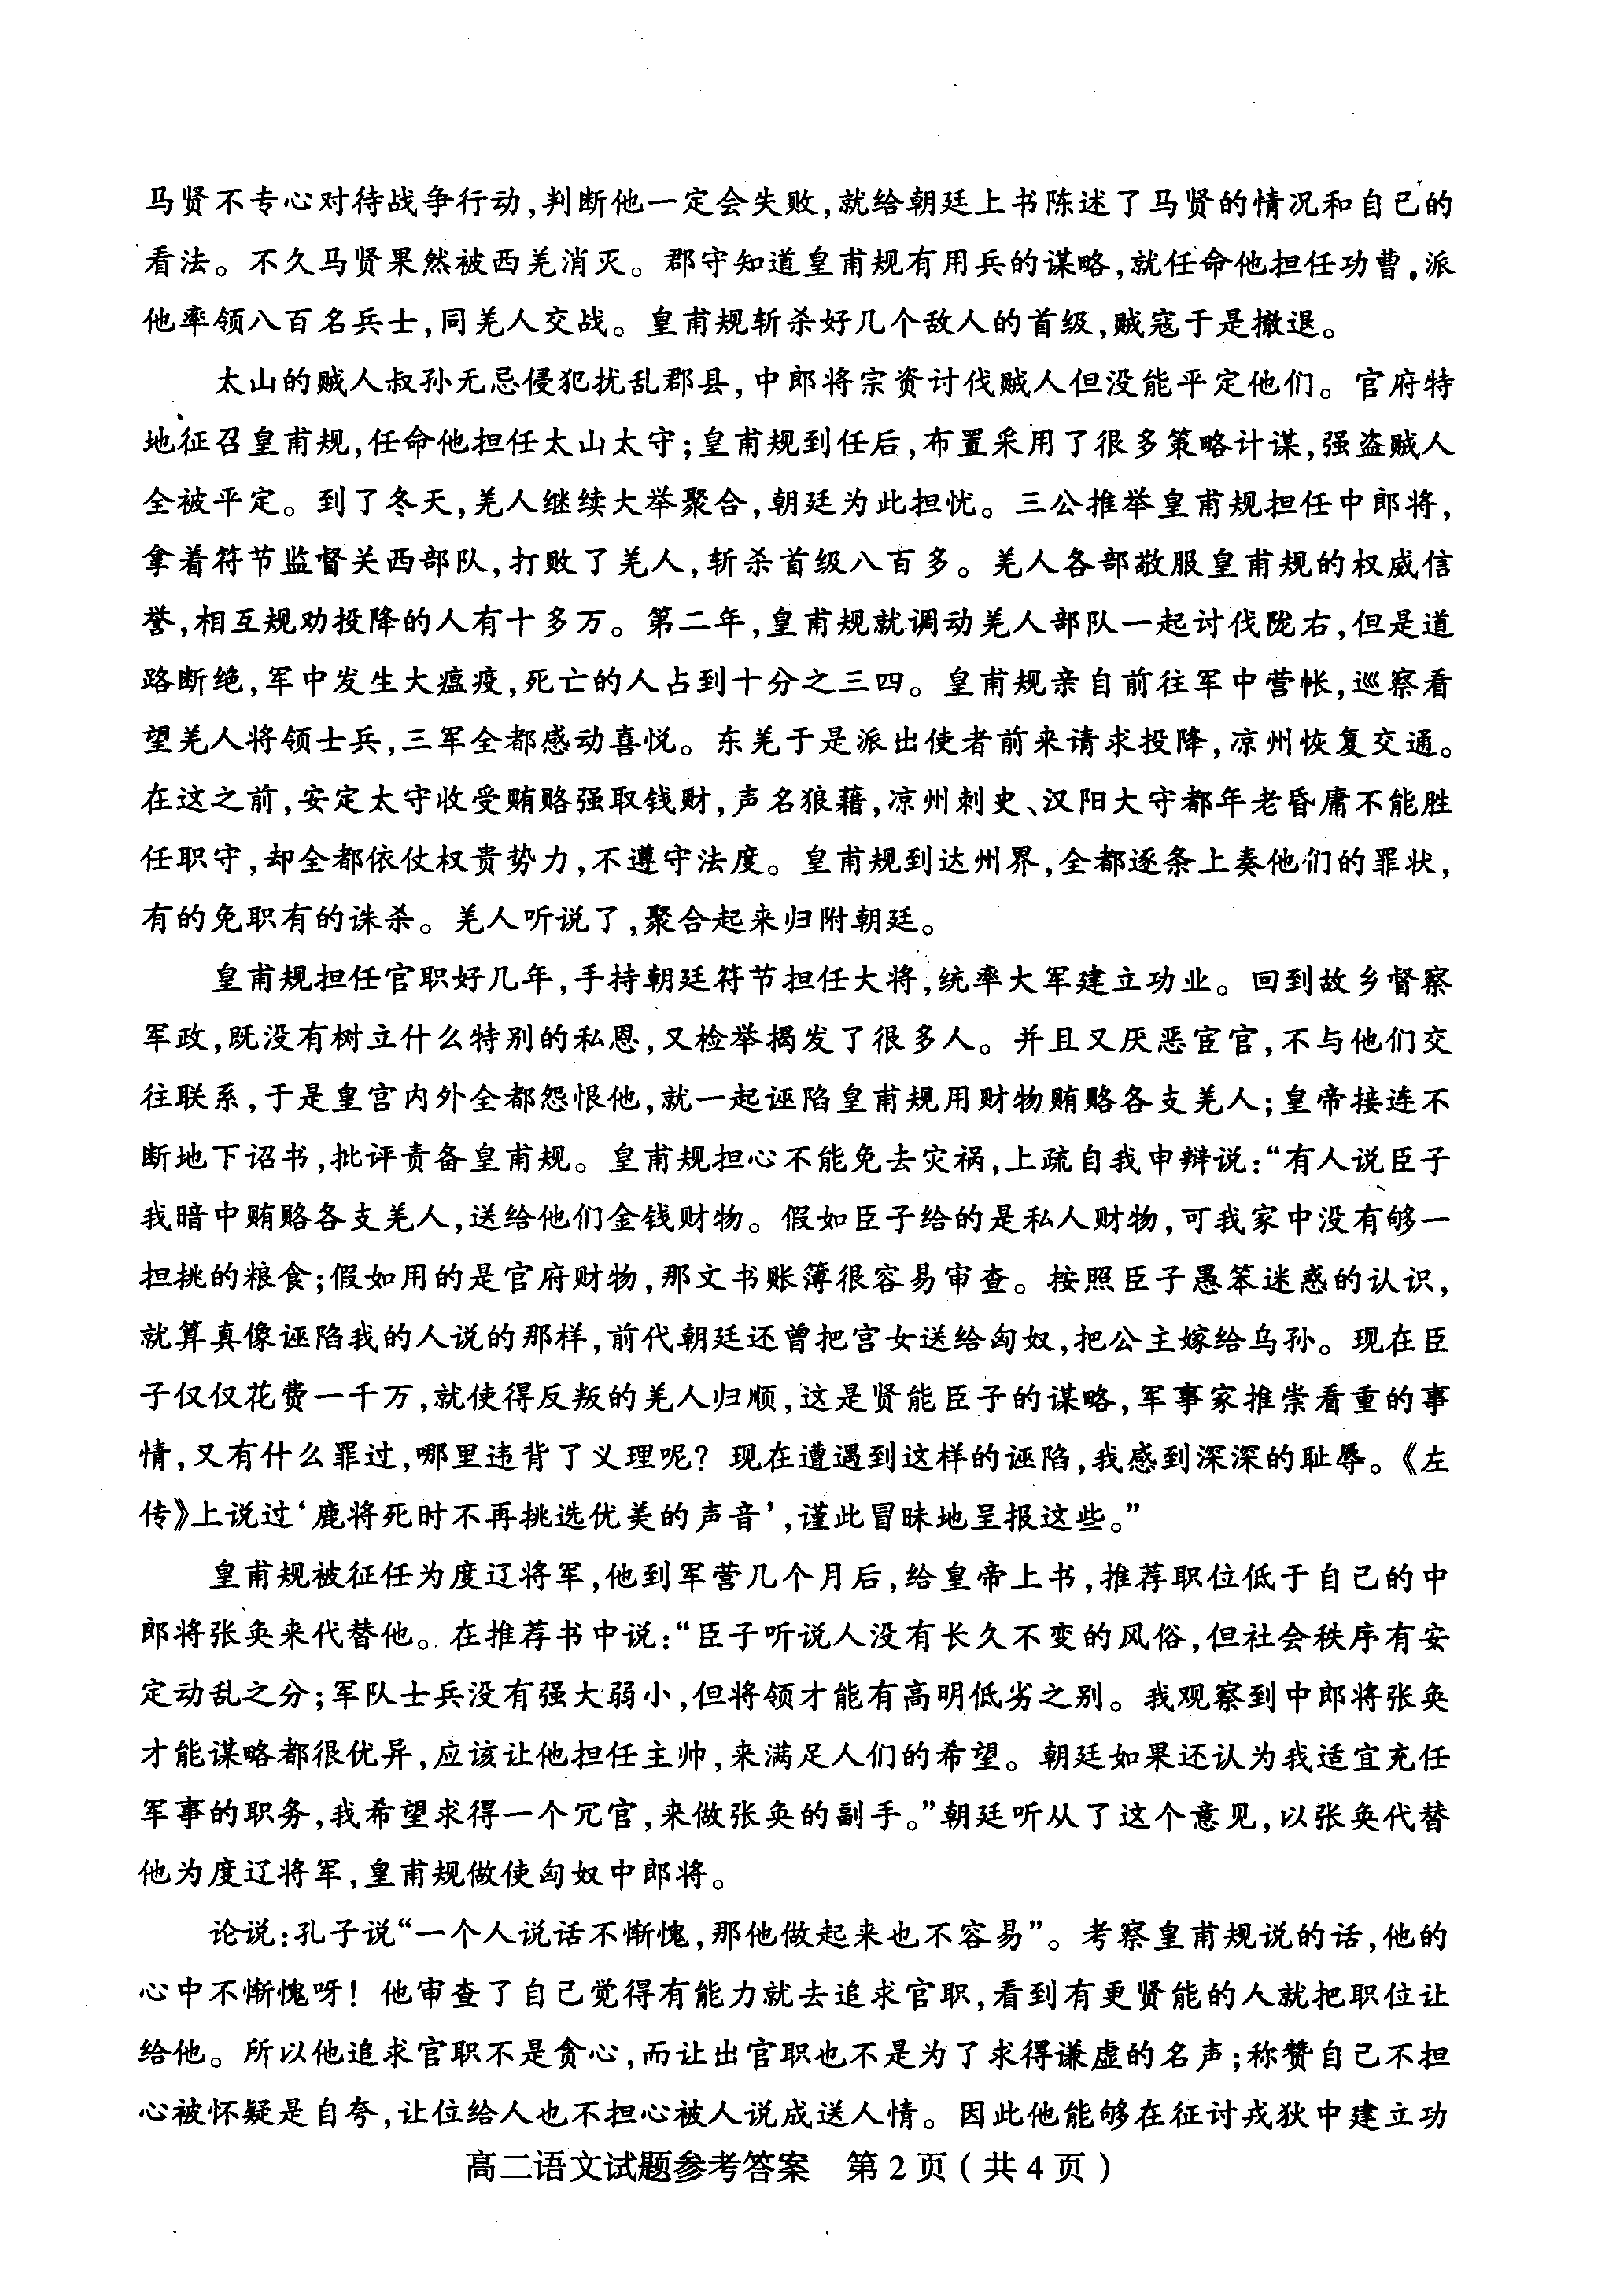 马贤不专心对待战争行动,判断他一定会失败,就给朝廷上书陈述了马贤的情况和自己的
看法。不久马贤果然被西羌消灭。郡守知道皇甫规有用兵的谋略,就任命他担任功曹,派
他率领八百名兵士,同羌人交战。皇甫规斩杀好几个敌人的首级,贼寇于是撤退。
太山的贼人叔孙无忌侵犯扰乱郡县,中郎将宗资讨伐贼人但没能平定他们。官府特
地征召皇甫规,任命他担任太山太守;皇甫规到任后,布置采用了很多策略计谋,强盗贼人
全被平定。到了冬天,羌人继续大举聚合,朝廷为此担忧。三公推举皇甫规担任中郎将,
拿着符节监督关西部队,打败了羌人,斩杀首级八百多。羌人各部敬服皇甫规的权威信
誉,相互规劝投降的人有十多万。第二年,皇甫规就调动羌人部队一起讨伐陇右,但是道
路断绝,军中发生大瘟疫,死亡的人占到十分之三四。皇甫规亲自前往军中营帐,巡察看
望羌人将领士兵,三军全都感动喜悦。东羌于是派出使者前来请求投降,凉州恢复交通。
在这之前,安定太守收受贿赂强取钱财,声名狼藉,凉州刺史、汉阳大守都年老昏庸不能胜
任职守,却全都依仗权贵势力,不遵守法度。皇甫规到达州界,全都逐条上奏他们的罪状,
有的免职有的诛杀。羌人听说了,聚合起来归附朝廷。
皇甫规担任官职好几年,手持朝廷符节担任大将,统率大军建立功业。回到故乡督察
军政,既没有树立什么特别的私恩,又检举揭发了很多人。并且又厌恶宦官,不与他们交
往联系,于是皇宫内外全都怨恨他,就一起诬陷皇甫规用财物贿赂各支羌人;皇帝接连不
断地下诏书,批评责备皇甫规。皇甫规担心不能免去灾祸,上疏自我申辩说:“有人说臣子
我暗中贿赂各支羌人,送给他们金钱财物。假如臣子给的是私人财物,可我家中没有够一
担挑的粮食;假如用的是官府财物,那文书账簿很容易审查。按照臣子愚笨迷惑的认识,
就算真像诬陷我的人说的那样,前代朝廷还曾把宫女送给匈奴,把公主嫁给乌孙。现在臣
子仅仅花费一千万,就使得反叛的羌人归顺,这是贤能臣子的谋略,军事家推崇看重的事
情,又有什么罪过,哪里违背了义理呢?现在遭遇到这样的诬陷,我感到深深的耻辱。《左
传》上说过‘鹿将死时不再挑选优美的声音’,谨此冒昧地呈报这些。”
皇甫规被征任为度辽将军,他到军营几个月后,给皇帝上书,推荐职位低于自己的中
郎将张奂来代替他。在推荐书中说:“臣子听说人没有长久不变的风俗,但社会秩序有安
定动乱之分;军队士兵没有强大弱小,但将领才能有高明低劣之别。我观察到中郎将张奂
才能谋略都很优异,应该让他担任主帅,来满足人们的希望。朝廷如果还认为我适宜充任
军事的职务,我希望求得一个冗官,来做张奂的副手。”朝廷听从了这个意见,以张奂代替
他为度辽将军,皇甫规做使匈奴中郎将。
论说:孔子说“一个人说话不惭愧,那他做起来也不容易”。考察皇甫规说的话,他的
心中不惭愧呀!他审查了自己觉得有能力就去追求官职,看到有更贤能的人就把职位让
给他。所以他追求官职不是贪心,而让出官职也不是为了求得谦虚的名声;称赞自己不担
心被怀疑是自夸,让位给人也不担心被人说成送人情。因此他能够在征讨戎狄中建立功
高二语文试题参考答案 第2页(共4页)